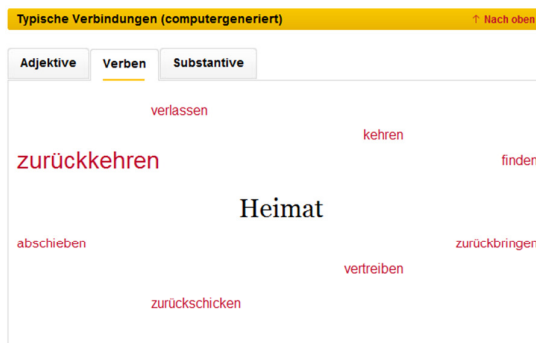 Typische Verbindungen (computergeneriert) ↑ Nach oben
Adjektive Verben Substantive
verlassen
kehren
zurückkehren
finden
Heimat
abschieben zurückbringen
vertreiben
zurückschicken